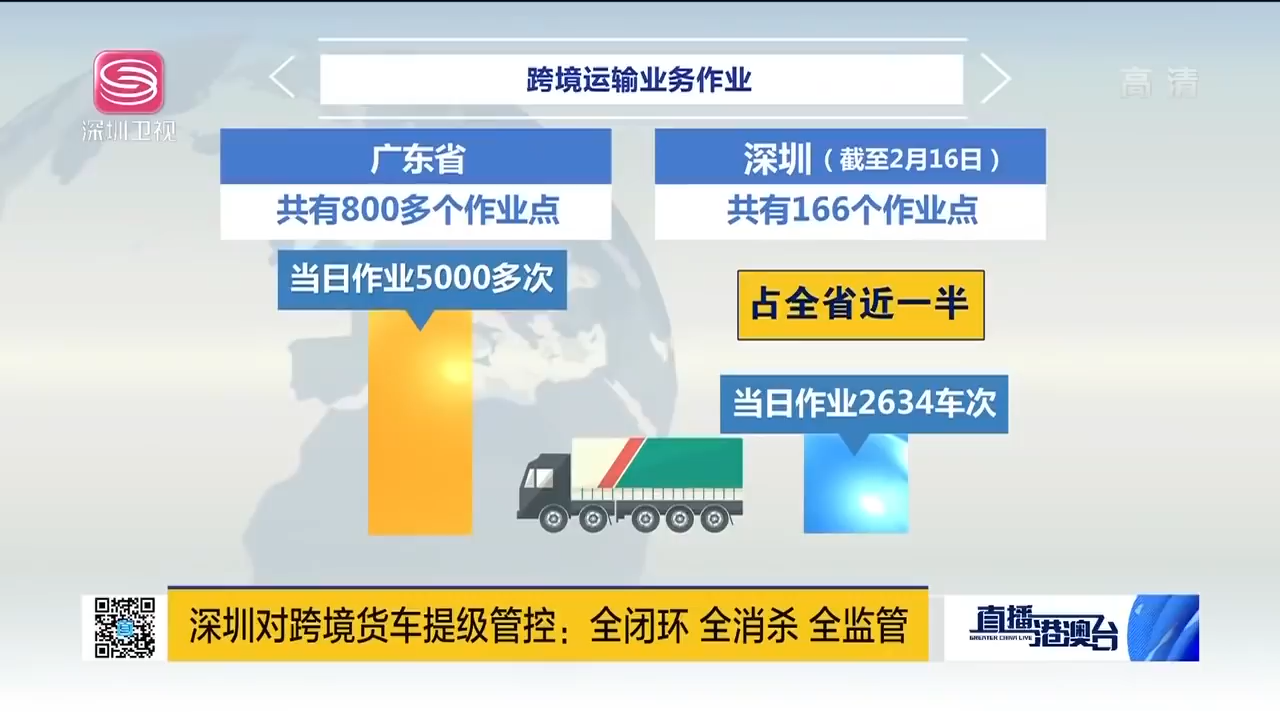 跨境运输业务作业
高清
深圳卫视
广东省
共有800多个作业点
深圳（截至2月16日）
共有166个作业点
当日作业5000多次
占全省近一半
当日作业2634车次
深圳对跨境货车提级管控：全闭环 全消杀 全监管
直播港澳台
GREATER CHINA LIVE